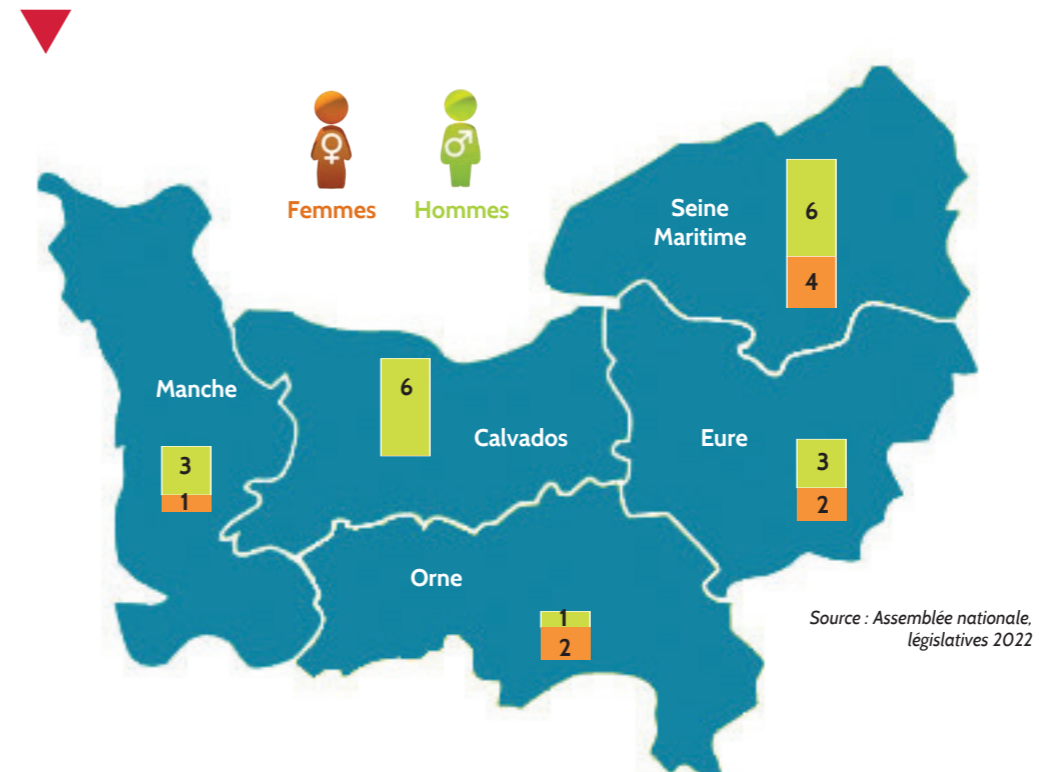 Femmes
Hommes
Seine
Maritime
6
4
Manche
3
1
6
Calvados
Eure
3
2
Orne
1
2
Source : Assemblée nationale,
législatives 2022